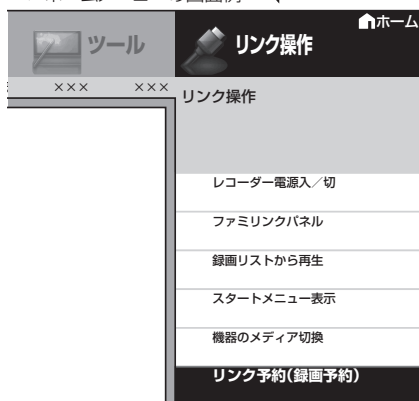 ホーム
ツール
リンク操作
××× ×××
リンク操作
レコーダー電源入／切
ファミリンクパネル
録画リストから再生
スタートメニュー表示
機器のメディア切換
リンク予約(録画予約)